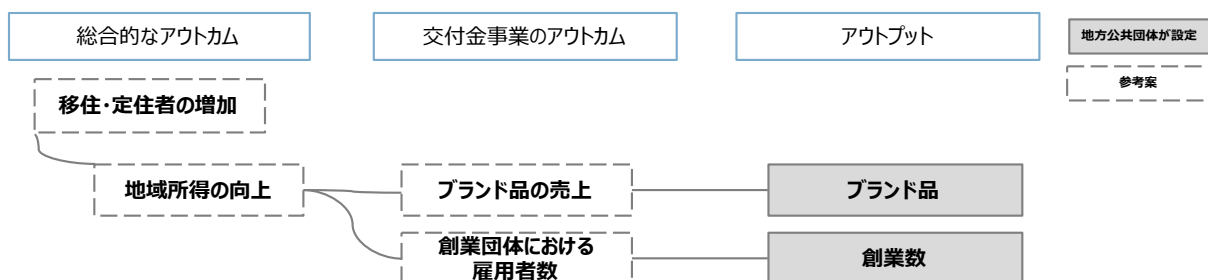 総合的なアウトカム
交付金事業のアウトカム
アウトプット
地方公共団体が設定
参考案
移住・定住者の増加
地域所得の向上
ブランド品の売上
ブランド品
創業団体における
雇用者数
創業数